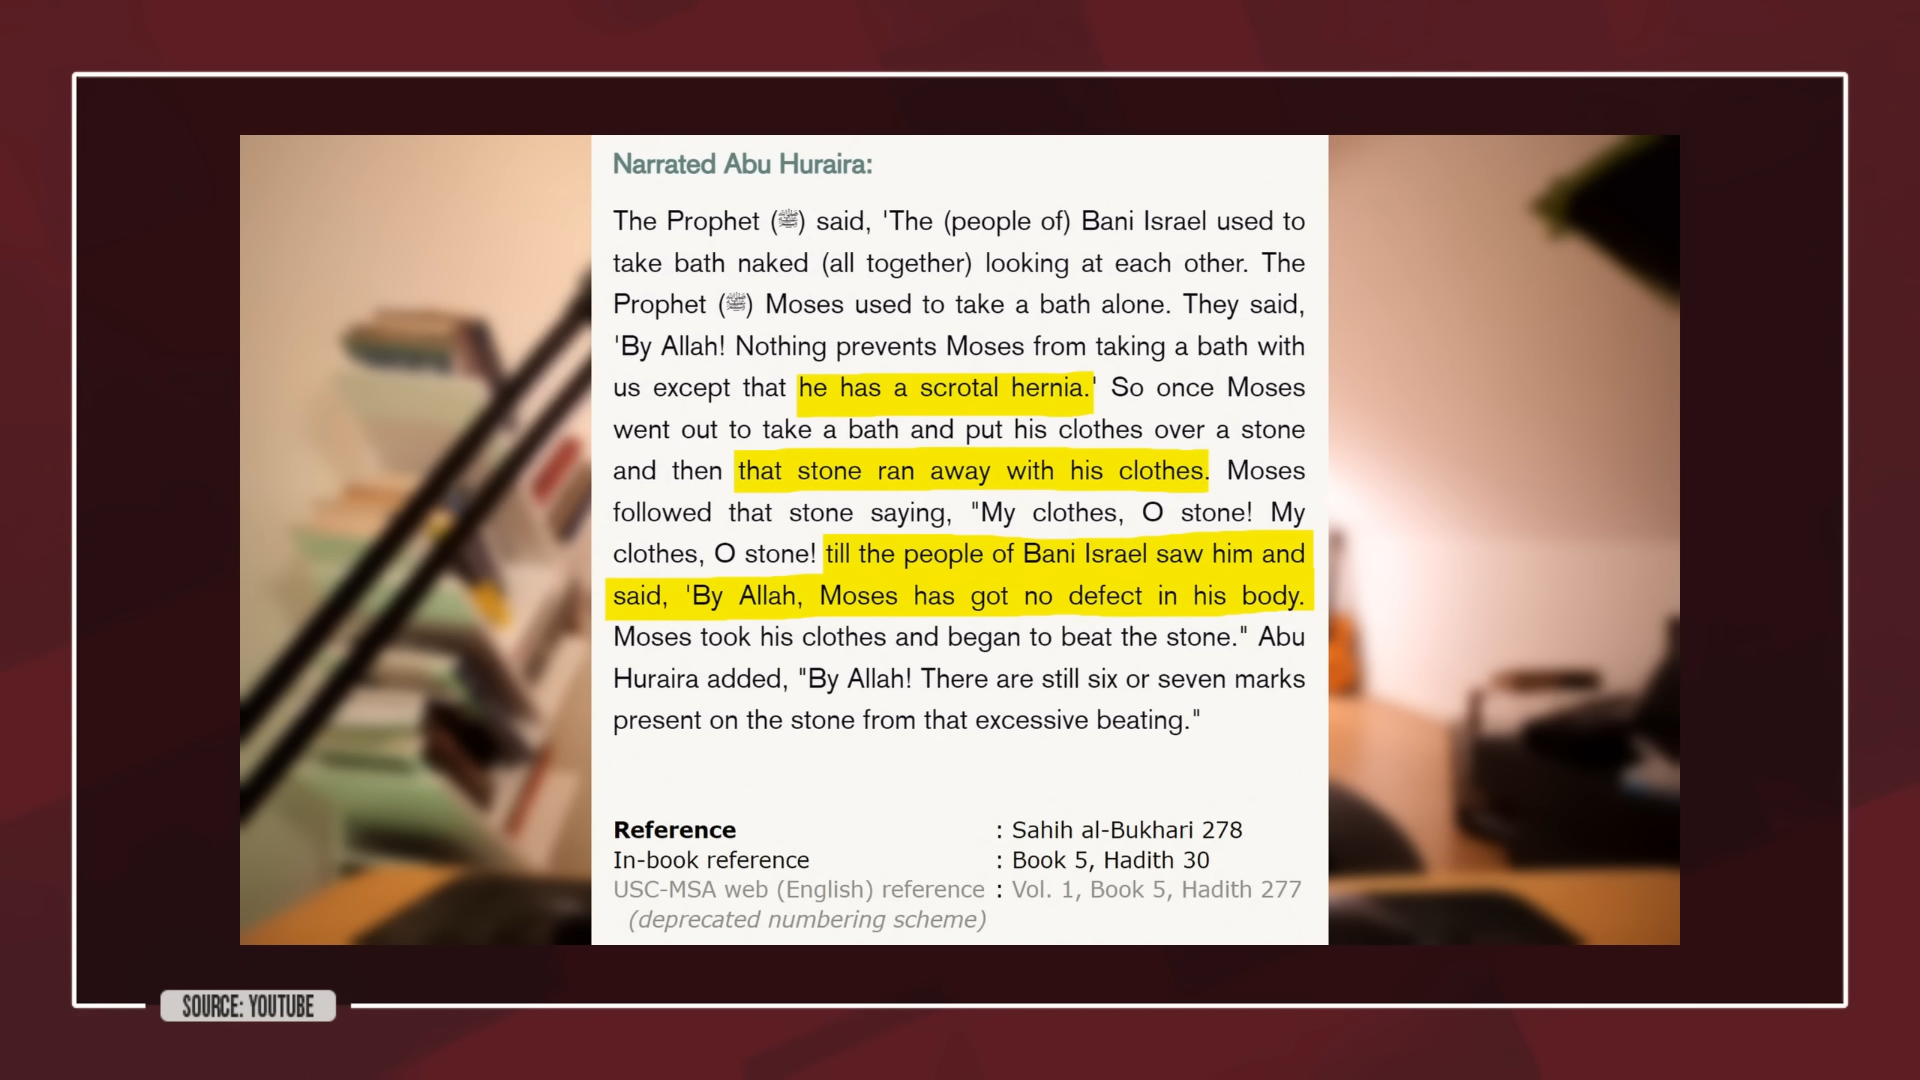 Narrated Abu Huraira:
The Prophet (ﷺ) said, 'The (people of) Bani Israel used to
take bath naked (all together) looking at each other. The
Prophet (ﷺ) Moses used to take a bath alone. They said,
'By Allah! Nothing prevents Moses from taking a bath with
us except that he has a scrotal hernia.' So once Moses
went out to take a bath and put his clothes over a stone
and then that stone ran away with his clothes. Moses
followed that stone saying, "My clothes, O stone! My
clothes, O stone! till the people of Bani Israel saw him and
said, 'By Allah, Moses has got no defect in his body.
Moses took his clothes and began to beat the stone." Abu
Huraira added, "By Allah! There are still six or seven marks
present on the stone from that excessive beating."
Reference : Sahih al-Bukhari 278
In-book reference : Book 5, Hadith 30
USC-MSA web (English) reference : Vol. 1, Book 5, Hadith 277
(deprecated numbering scheme)
SOURCE: YOUTUBE